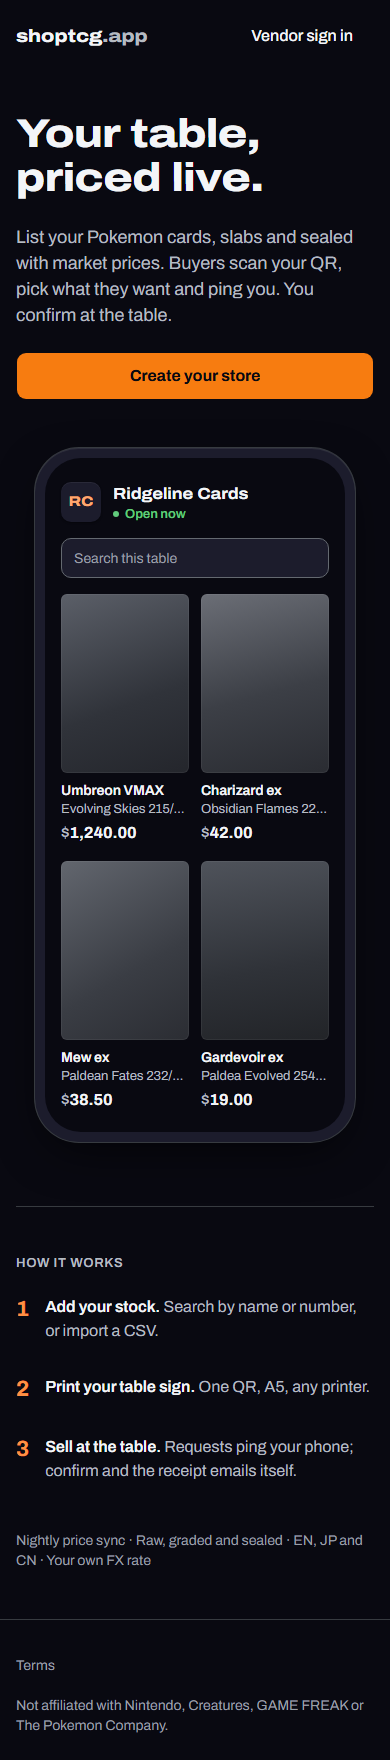 shoptcg.app
Vendor sign in
Your table,
priced live.
List your Pokemon cards, slabs and sealed
with market prices. Buyers scan your QR,
pick what they want and ping you. You
confirm at the table.
Create your store
RC
Ridgeline Cards
Open now
Search this table
Umbreon VMAX
Evolving Skies 215/...
$1,240.00
Charizard ex
Obsidian Flames 22...
$42.00
Mew ex
Paldean Fates 232/...
$38.50
Gardevoir ex
Paldea Evolved 254...
$19.00
HOW IT WORKS
1 Add your stock. Search by name or number,
or import a CSV.
2 Print your table sign. One QR, A5, any printer.
3 Sell at the table. Requests ping your phone;
confirm and the receipt emails itself.
Nightly price sync · Raw, graded and sealed · EN, JP and
CN · Your own FX rate
Terms
Not affiliated with Nintendo, Creatures, GAME FREAK or
The Pokemon Company.